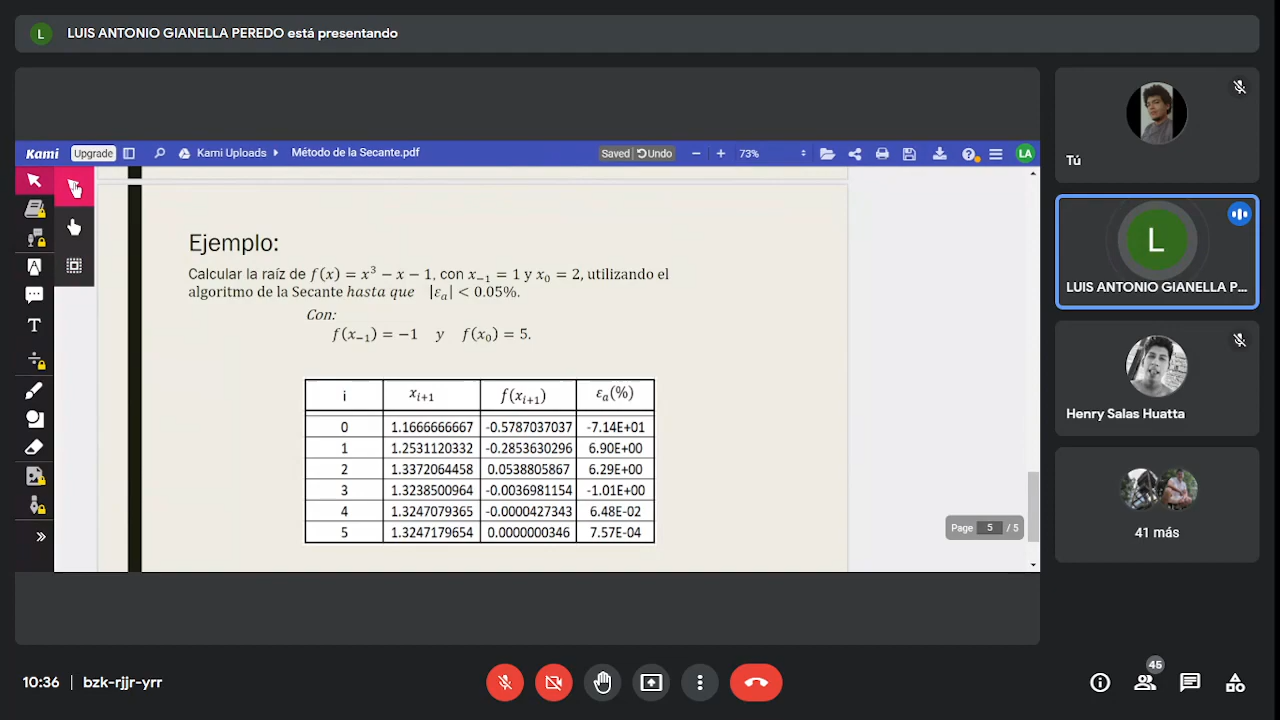 L LUIS ANTONIO GIANELLA PEREDO está presentando
Kami Upgrade Kami Uploads Método de la Secante.pdf Saved Undo 73% LA
Ejemplo:
Calcular la raíz de f(x) = x³ − x − 1, con x₋₁ = 1 y x₀ = 2, utilizando el
algoritmo de la Secante hasta que |εₐ| < 0.05%.
Con:
f(x₋₁) = −1 y f(x₀) = 5.
i xᵢ₊₁ f(xᵢ₊₁) εₐ(%)
0 1.1666666667 -0.5787037037 -7.14E+01
1 1.2531120332 -0.2853630296 6.90E+00
2 1.3372064458 0.0538805867 6.29E+00
3 1.3238500964 -0.0036981154 -1.01E+00
4 1.3247079365 -0.0000427343 6.48E-02
5 1.3247179654 0.0000000346 7.57E-04
Page 5 / 5
Tú
L
LUIS ANTONIO GIANELLA P...
Henry Salas Huatta
41 más
10:36 | bzk-rjjr-yrr
45